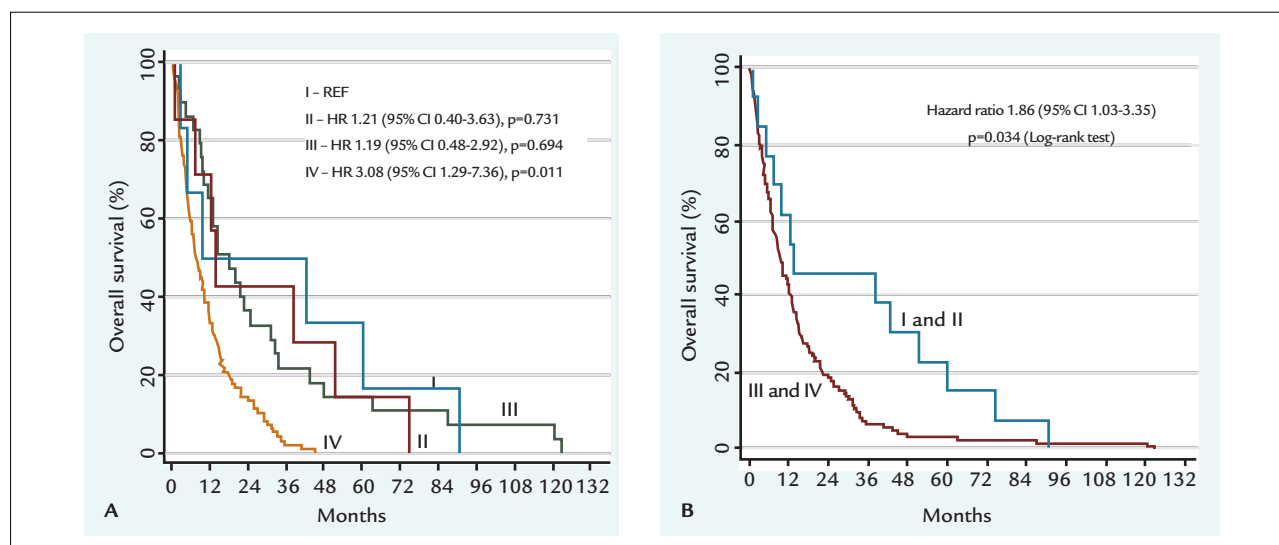 I – REF
II – HR 1.21 (95% CI 0.40-3.63), p=0.731
III – HR 1.19 (95% CI 0.48-2.92), p=0.694
IV – HR 3.08 (95% CI 1.29-7.36), p=0.011
Overall survival (%)
100
80
60
40
20
0
I
II
III
IV
0 12 24 36 48 60 72 84 96 108 120 132
Months
A
Hazard ratio 1.86 (95% CI 1.03-3.35)
p=0.034 (Log-rank test)
Overall survival (%)
100
80
60
40
20
0
I and II
III and IV
0 12 24 36 48 60 72 84 96 108 120 132
Months
B